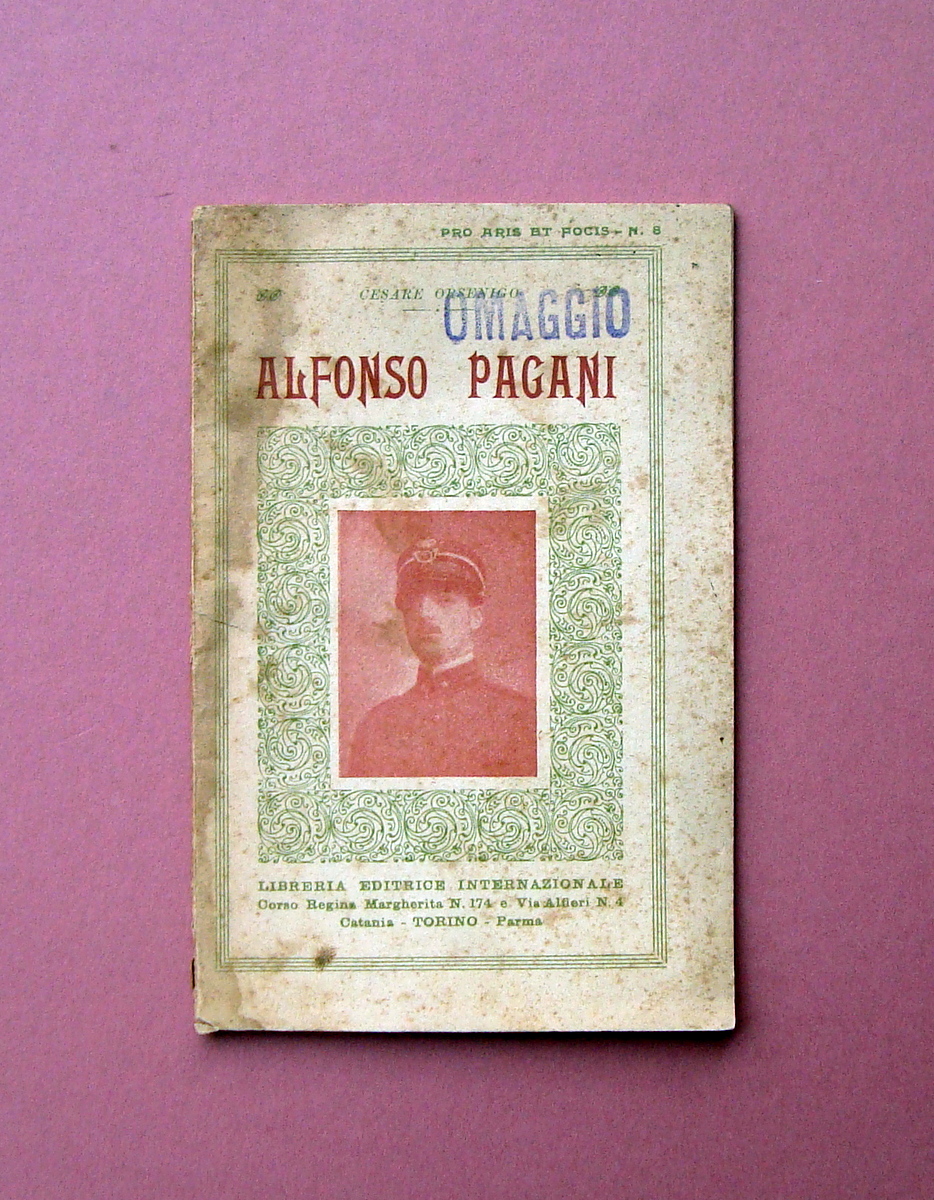 PRO ARIS ET FOCIS - N. 8
CESARE ORSENIGO
OMAGGIO
ALFONSO PAGANI
LIBRERIA EDITRICE INTERNAZIONALE
Corso Regina Margherita N. 174 e Via Alfieri N. 4
Catania - TORINO - Parma